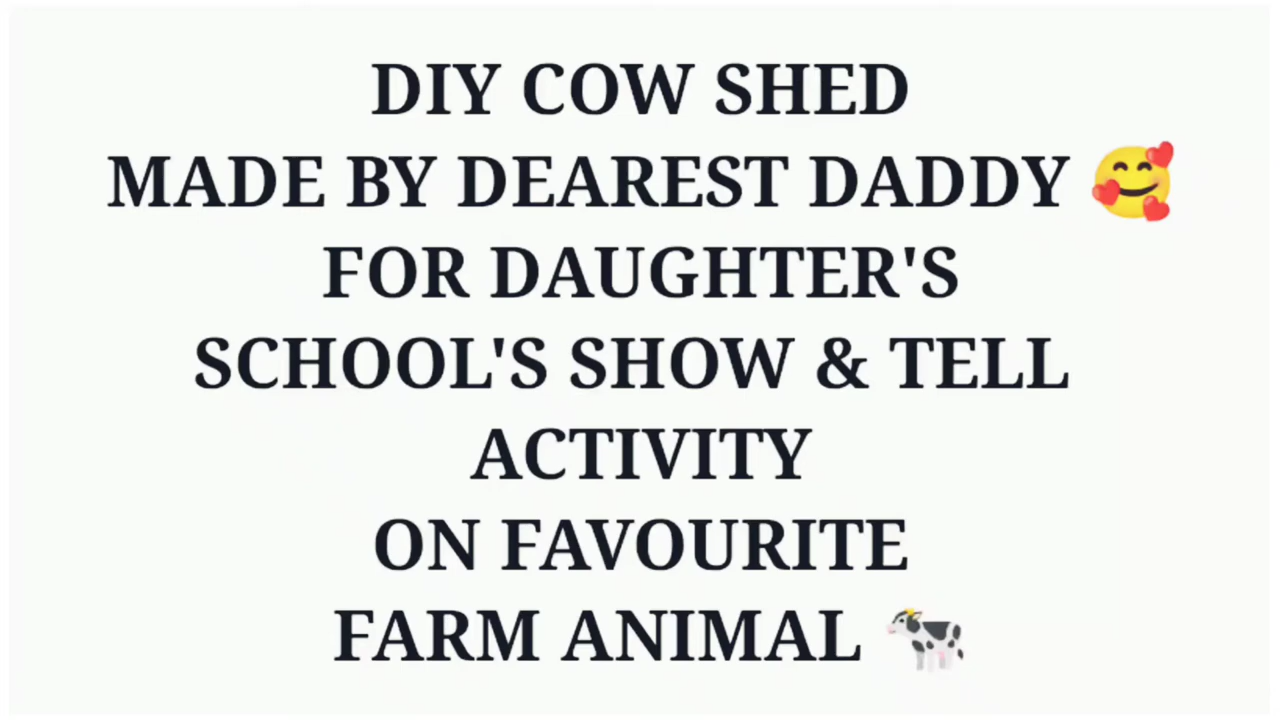 DIY COW SHED
MADE BY DEAREST DADDY 🥰
FOR DAUGHTER'S
SCHOOL'S SHOW & TELL
ACTIVITY
ON FAVOURITE
FARM ANIMAL 🐄